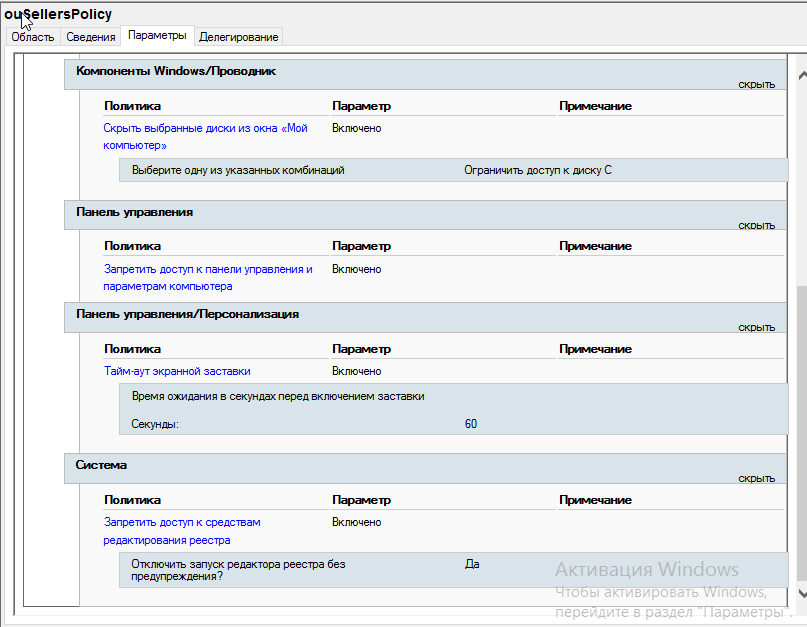 ouSellersPolicy
Область Сведения Параметры Делегирование
Компоненты Windows/Проводник
скрыть
Политика Параметр Примечание
Скрыть выбранные диски из окна «Мой Включено
компьютер»
Выберите одну из указанных комбинаций Ограничить доступ к диску C
Панель управления
скрыть
Политика Параметр Примечание
Запретить доступ к панели управления и Включено
параметрам компьютера
Панель управления/Персонализация
скрыть
Политика Параметр Примечание
Тайм-аут экранной заставки Включено
Время ожидания в секундах перед включением заставки
Секунды: 60
Система
скрыть
Политика Параметр Примечание
Запретить доступ к средствам Включено
редактирования реестра
Отключить запуск редактора реестра без Да
предупреждения?
Активация Windows
Чтобы активировать Windows,
перейдите в раздел "Параметры".